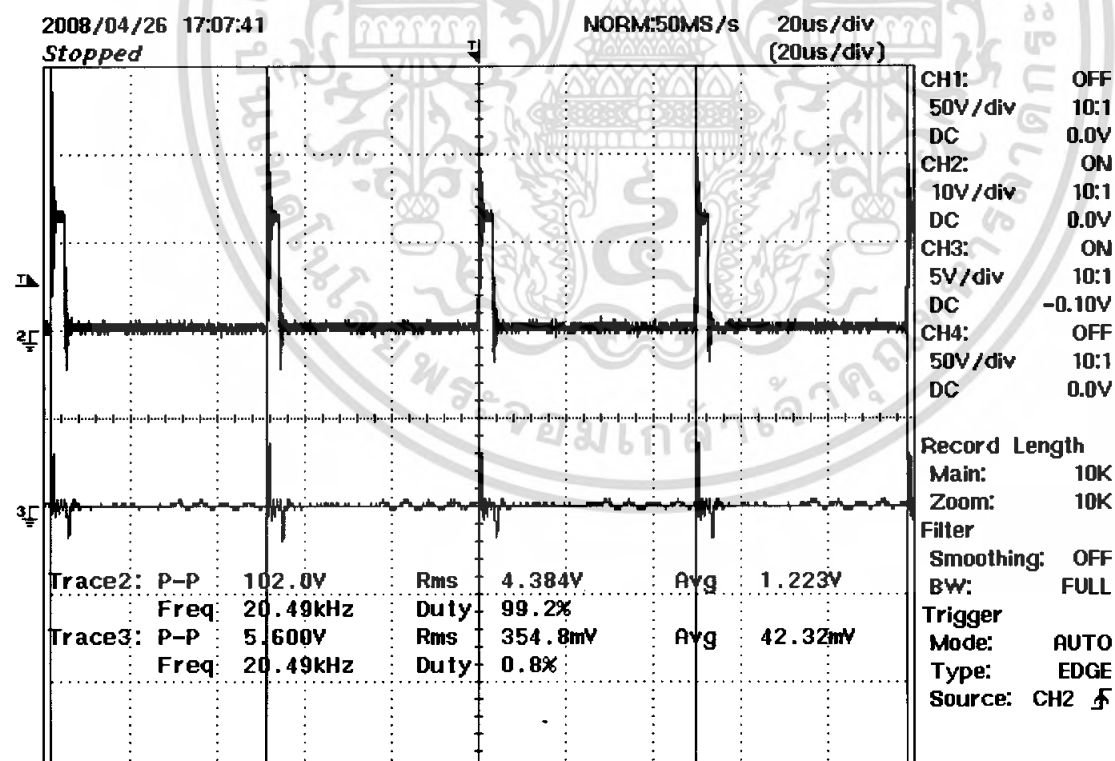 2008/04/26 17:07:41 NORM:50MS/s 20us/div
Stopped (20us/div)
CH1: OFF
50V/div 10:1
DC 0.0V
CH2: ON
10V/div 10:1
DC 0.0V
CH3: ON
5V/div 10:1
DC -0.10V
CH4: OFF
50V/div 10:1
DC 0.0V
Record Length
Main: 10K
Zoom: 10K
Filter
Smoothing: OFF
BW: FULL
Trigger
Mode: AUTO
Type: EDGE
Source: CH2
T
T
2
3
Trace2: P-P 102.0V Rms 4.384V Avg 1.223V
Freq 20.49kHz Duty 99.2%
Trace3: P-P 5.600V Rms 354.8mV Avg 42.32mV
Freq 20.49kHz Duty 0.8%